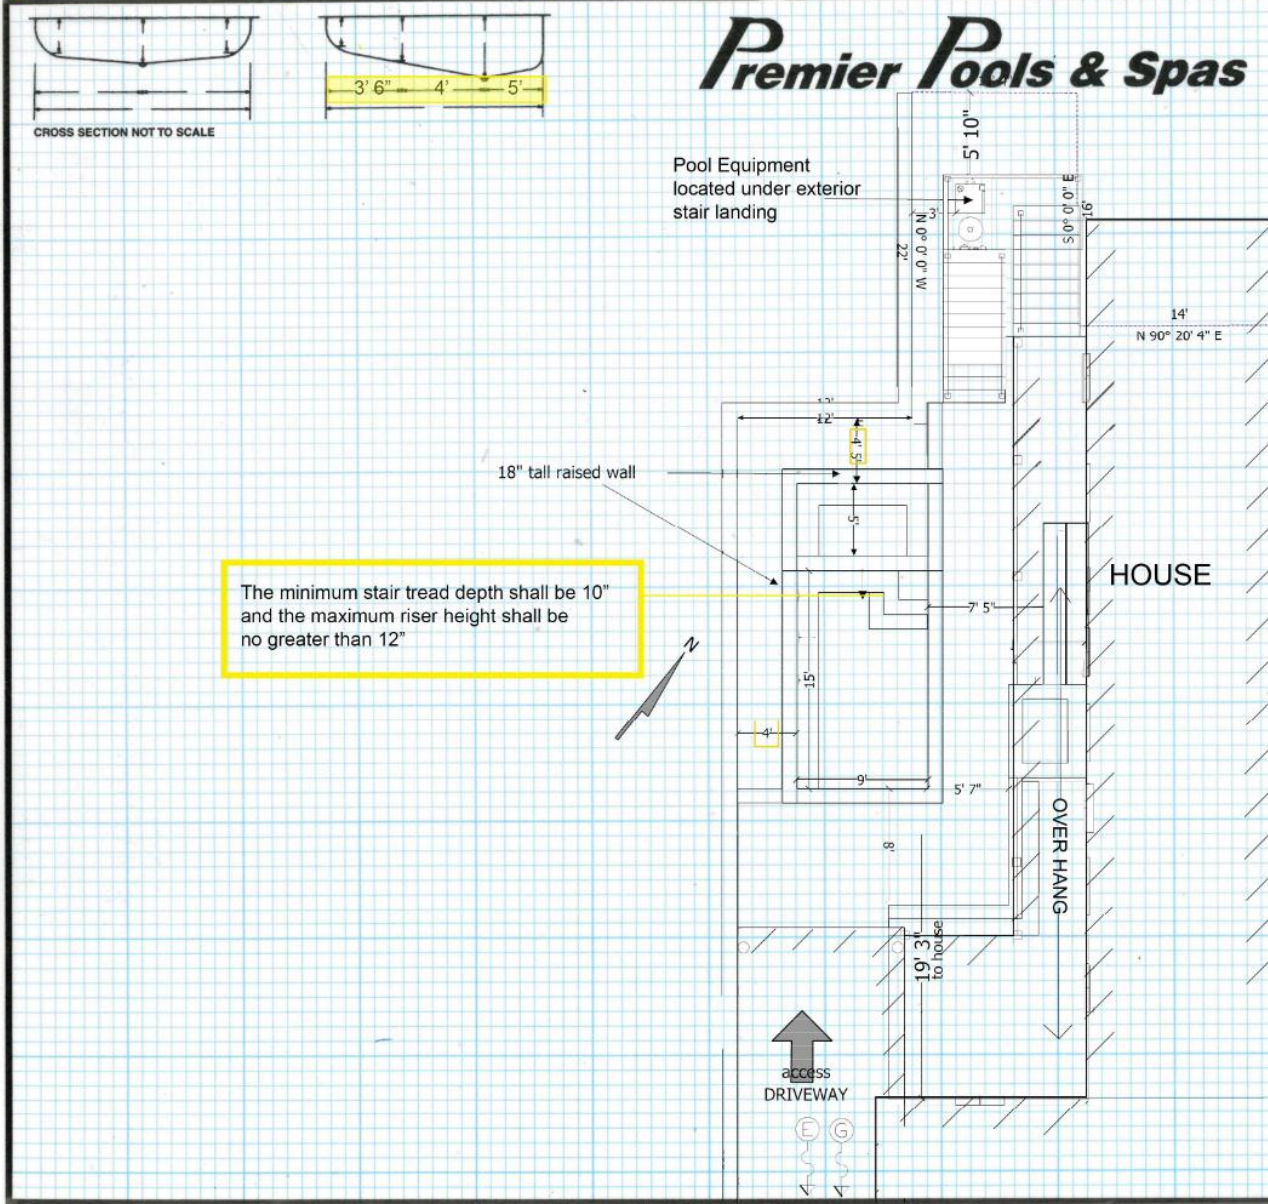 Premier Pools & Spas
3' 6" 4' 5'
CROSS SECTION NOT TO SCALE
5' 10"
Pool Equipment
located under exterior
stair landing
3'
S 0° 0' 0" E
16'
22'
N 0° 0' 0" W
14'
N 90° 20' 4" E
12'
12'
4' 5"
18" tall raised wall
5'
HOUSE
The minimum stair tread depth shall be 10"
and the maximum riser height shall be
no greater than 12"
7' 5"
N
15'
4'
9'
5' 7"
OVER HANG
8'
19' 3"
to house
access
DRIVEWAY
E G